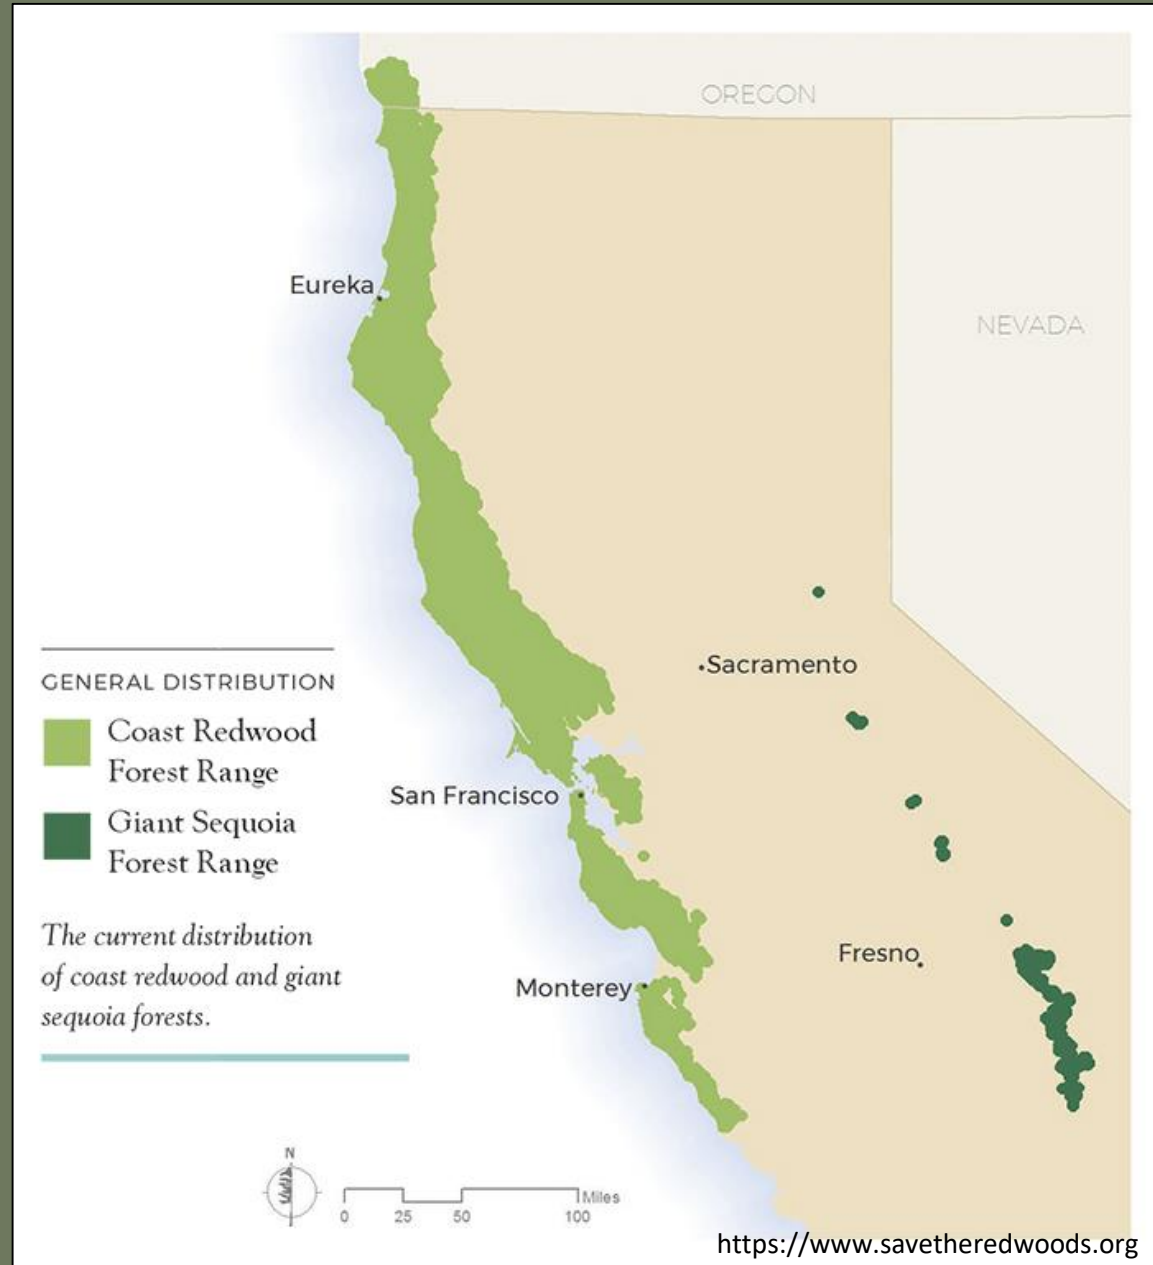 OREGON
Eureka
NEVADA
Sacramento
GENERAL DISTRIBUTION
Coast Redwood
Forest Range
San Francisco
Giant Sequoia
Forest Range
The current distribution
of coast redwood and giant
sequoia forests.
Fresno
Monterey
N
Miles
0 25 50 100
https://www.savetheredwoods.org